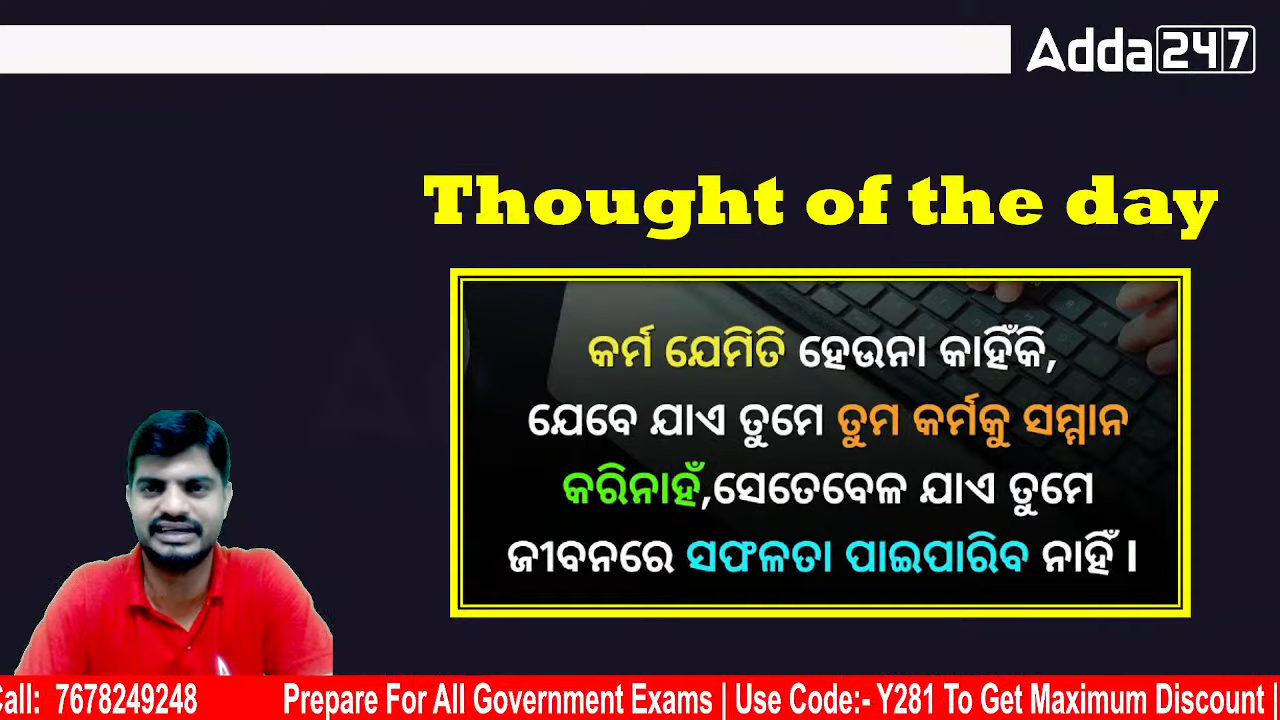 Adda247
Thought of the day
କର୍ମ ଯେମିତି ହେଉନା କାହିଁକି,
ଯେବେ ଯାଏ ତୁମେ ତୁମ କର୍ମକୁ ସମ୍ମାନ
କରିନାହଁ,ସେତେବେଳ ଯାଏ ତୁମେ
ଜୀବନରେ ସଫଳତା ପାଇପାରିବ ନାହିଁ ।
Call: 7678249248 Prepare For All Government Exams | Use Code:- Y281 To Get Maximum Discount |